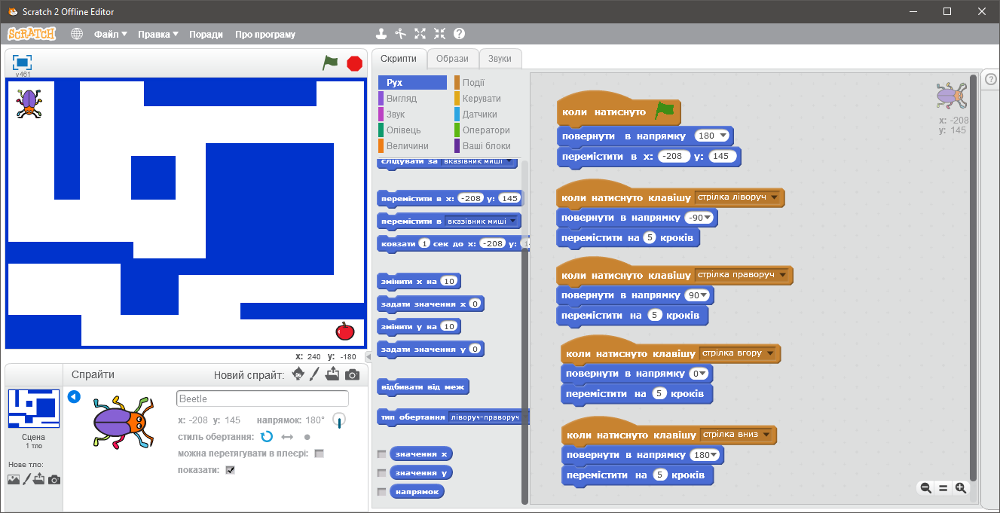 Scratch 2 Offline Editor
SCRATCH Файл Правка Поради Про програму
v461
x: 240 y: -180
Спрайти Новий спрайт:
Сцена
1 тло
Нове тло:
Beetle
x: -208 y: 145 напрямок: 180°
стиль обертання:
можна перетягувати в плеєрі:
показати:
Скрипти Образи Звуки
Рух Події
Вигляд Керувати
Звук Датчики
Олівець Оператори
Величини Ваші блоки
слідувати за вказівник миші
перемістити в x: -208 y: 145
перемістити в вказівник миші
ковзати 1 сек до x: -208 y:
змінити x на 10
задати значення x 0
змінити y на 10
задати значення y 0
відбивати від меж
тип обертання ліворуч-праворуч
значення x
значення y
напрямок
коли натиснуто
повернути в напрямку 180
перемістити в x: -208 y: 145
коли натиснуто клавішу стрілка ліворуч
повернути в напрямку -90
перемістити на 5 кроків
коли натиснуто клавішу стрілка праворуч
повернути в напрямку 90
перемістити на 5 кроків
коли натиснуто клавішу стрілка вгору
повернути в напрямку 0
перемістити на 5 кроків
коли натиснуто клавішу стрілка вниз
повернути в напрямку 180
перемістити на 5 кроків
x: -208
y: 145